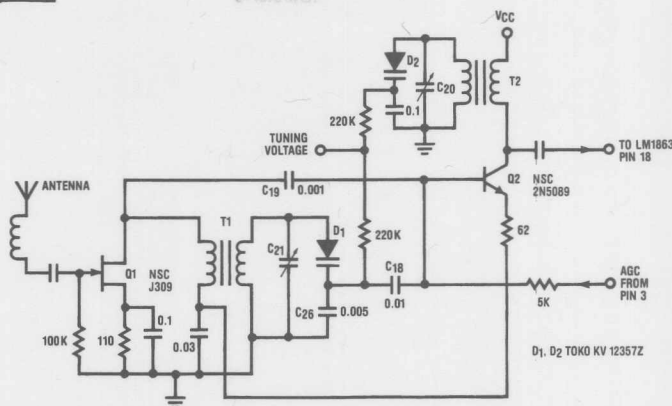 VCC
D2
C20
T2
0.1
220K
TUNING
VOLTAGE
TO LM1863
PIN 18
ANTENNA
C19 0.001
Q2
NSC
2N5089
T1
D1
62
C21
220K
Q1
NSC
J309
C18
0.01
AGC
FROM
PIN 3
5K
C26
0.005
100K
110
0.1
0.03
D1, D2 TOKO KV 12357Z